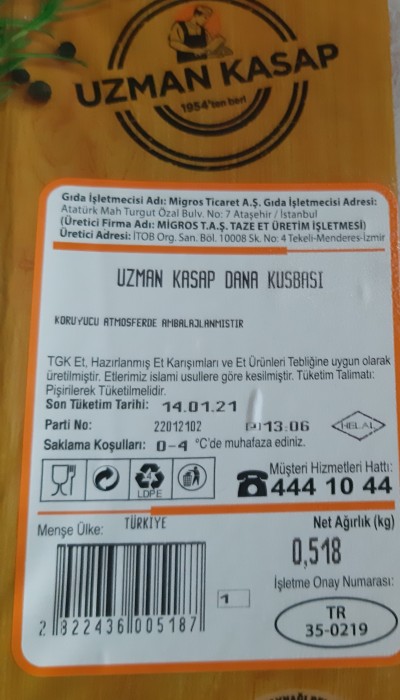 UZMAN KASAP
1954'ten beri
Gıda İşletmecisi Adı: Migros Ticaret A.Ş. Gıda İşletmecisi Adresi:
Atatürk Mah Turgut Özal Bulv. No: 7 Ataşehir / İstanbul
(Üretici Firma Adı: MİGROS T.A.Ş. TAZE ET ÜRETİM İŞLETMESİ)
Üretici Adresi: İTOB Org. San. Böl. 10008 Sk. No: 4 Tekeli-Menderes-İzmir
UZMAN KASAP DANA KUSBASI
KORUYUCU ATMOSFERDE AMBALAJLANMISTIR
TGK Et, Hazırlanmış Et Karışımları ve Et Ürünleri Tebliğine uygun olarak
üretilmiştir. Etlerimiz islami usullere göre kesilmiştir. Tüketim Talimatı:
Pişirilerek Tüketilmelidir.
Son Tüketim Tarihi: 14.01.21
Parti No: 22012102 13:06
HELAL
Saklama Koşulları: 0-4 °C'de muhafaza ediniz.
4
LDPE
Müşteri Hizmetleri Hattı:
444 10 44
Menşe Ülke: TÜRKİYE
Net Ağırlık (kg)
0,518
İşletme Onay Numarası:
1
TR
35-0219
2 822436 005187